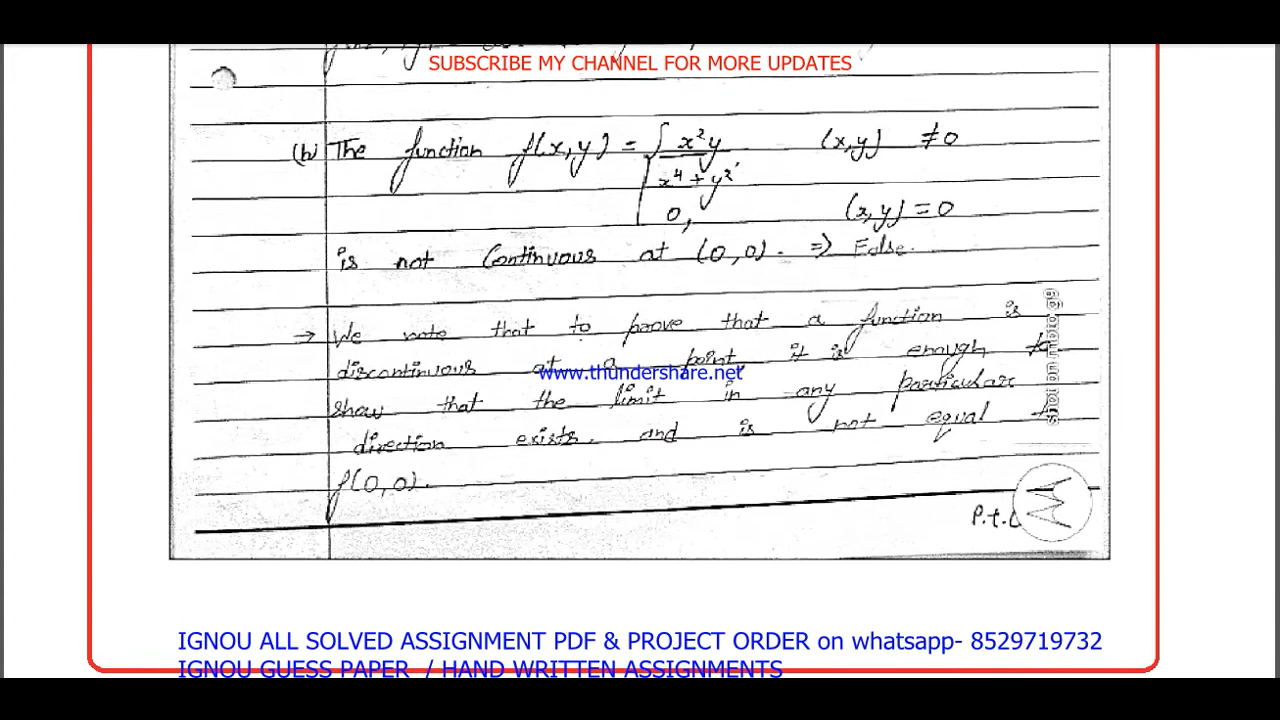 SUBSCRIBE MY CHANNEL FOR MORE UPDATES
(b) The function f(x,y) = { x²y / x⁴ + y² (x,y) ≠ 0
0, (x,y) = 0
is not continuous at (0,0). ⇒ False.
→ We note that to prove that a function is
discontinuous at a point, it is enough to
www.thundershare.net
show that the limit in any particular
direction exists and is not equal to
f(0,0).
P.t.
IGNOU ALL SOLVED ASSIGNMENT PDF & PROJECT ORDER on whatsapp- 8529719732
IGNOU GUESS PAPER / HAND WRITTEN ASSIGNMENTS